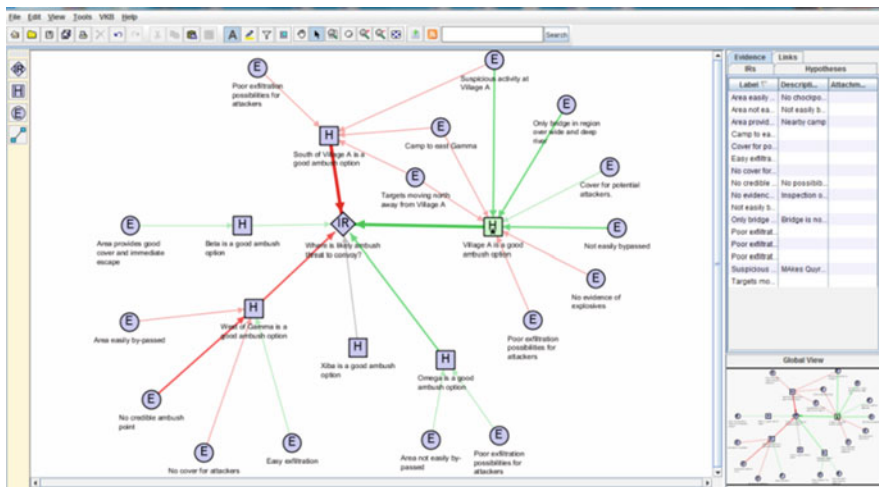 File Edit View Tools VKB Help
Search
Evidence Links
IRs Hypotheses
Label Descripti... Attachm...
Area easily ... No chockpo...
Area not ea... Not easily b...
Area provid... Nearby camp
Camp to ea...
Cover for po...
Easy exfiltra...
No cover for...
No credible ... No possibib...
No evidenc... Inspection o...
Not easily b...
Only bridge ... Bridge is no...
Poor exfiltrat...
Poor exfiltrat...
Poor exfiltrat...
Suspicious ... MAkes Quyr...
Targets mo...
Global View
IR
H
E
E
Poor exfiltration
possibilities for
attackers
E
Suspicious activity at
Village A
E
Only bridge in region
over wide and deep
river
H
South of Village A is a
good ambush option
E
Camp to east Gamma
E
Targets moving north
away from Village A
E
Cover for potential
attackers.
E
Area provides good
cover and immediate
escape
H
Beta is a good ambush
option
IR
Where is likely ambush
threat to convoy?
H
Village A is a good
ambush option
E
Not easily bypassed
E
No evidence of
explosives
E
Poor exfiltration
possibilities for
attackers
H
West of Gamma is a
good ambush option
E
Area easily by-passed
H
Xiba is a good ambush
option
H
Omega is a good
ambush option
E
No credible ambush
point
E
No cover for attackers
E
Easy exfiltration
E
Area not easily by-
passed
E
Poor exfiltration
possibilities for
attackers